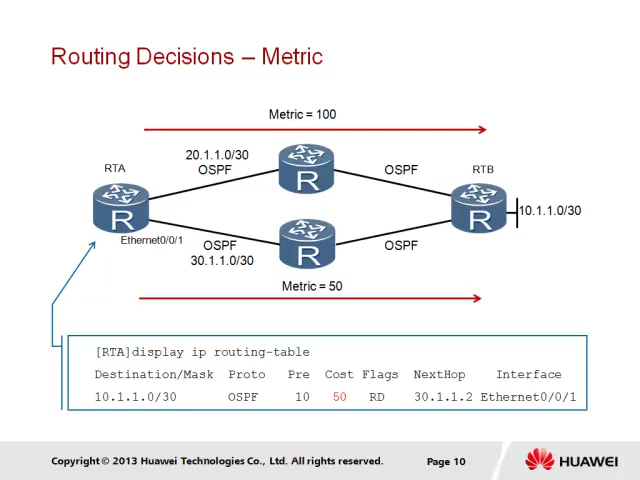 Routing Decisions – Metric
Metric = 100
20.1.1.0/30
OSPF
OSPF
RTA
RTB
R
R
R
R
10.1.1.0/30
Ethernet0/0/1
OSPF
30.1.1.0/30
OSPF
Metric = 50
[RTA]display ip routing-table
Destination/Mask Proto Pre Cost Flags NextHop Interface
10.1.1.0/30 OSPF 10 50 RD 30.1.1.2 Ethernet0/0/1
Copyright © 2013 Huawei Technologies Co., Ltd. All rights reserved. Page 10 HUAWEI